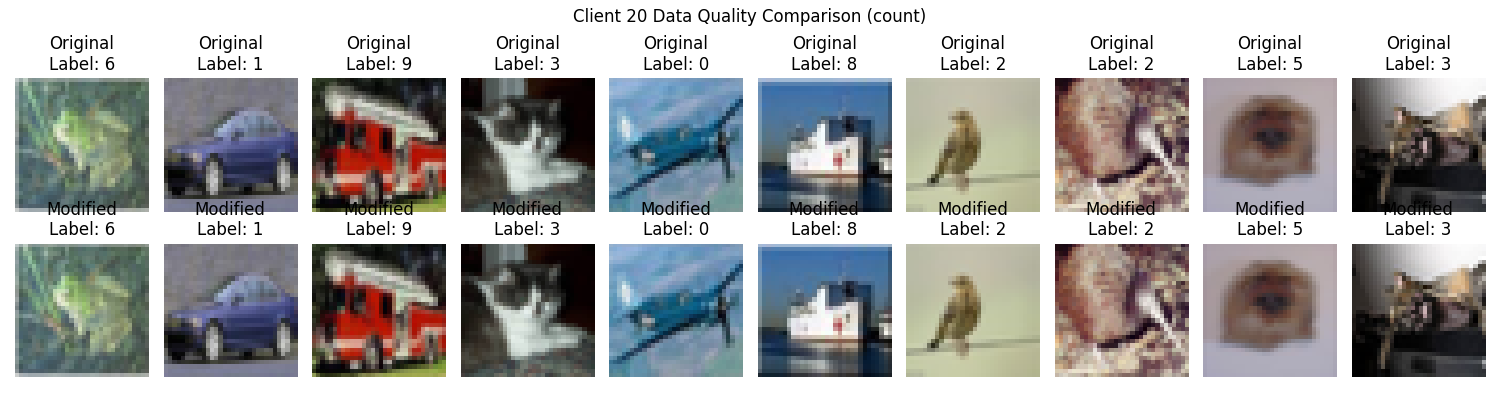 Client 20 Data Quality Comparison (count)
Original Original Original Original Original Original Original Original Original Original
Label: 6 Label: 1 Label: 9 Label: 3 Label: 0 Label: 8 Label: 2 Label: 2 Label: 5 Label: 3
Modified Modified Modified Modified Modified Modified Modified Modified Modified Modified
Label: 6 Label: 1 Label: 9 Label: 3 Label: 0 Label: 8 Label: 2 Label: 2 Label: 5 Label: 3